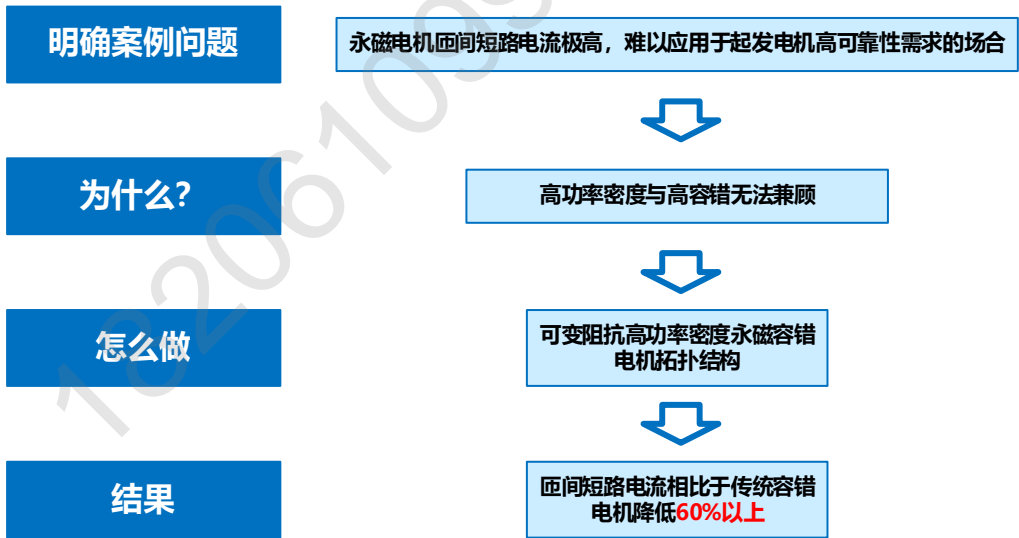 明确案例问题
永磁电机匝间短路电流极高，难以应用于起发电机高可靠性需求的场合
为什么?
高功率密度与高容错无法兼顾
怎么做
可变阻抗高功率密度永磁容错
电机拓扑结构
结果
匝间短路电流相比于传统容错
电机降低60%以上